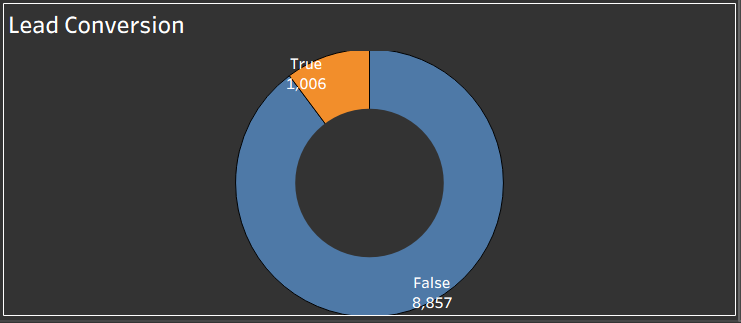 Lead Conversion
True
1,006
False
8,857